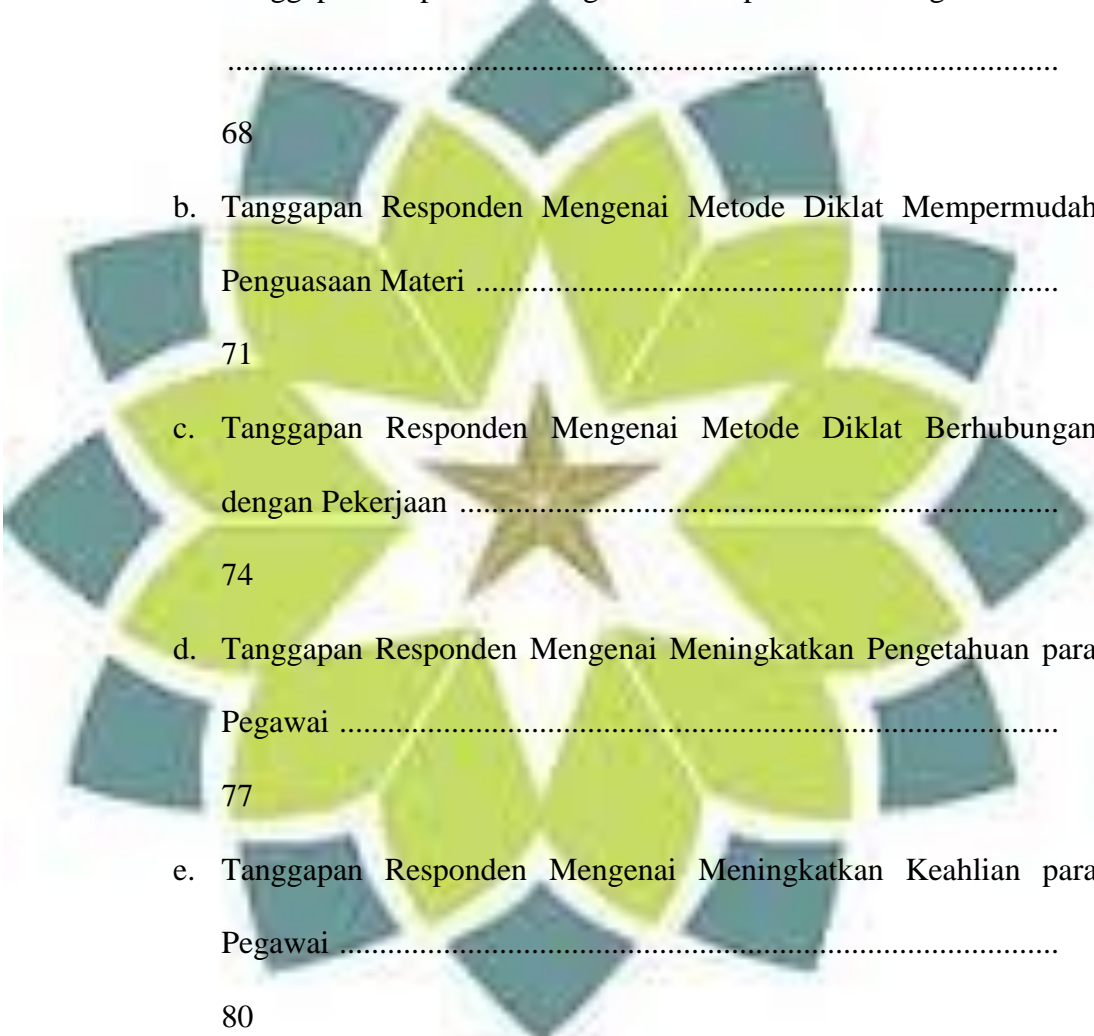 ..........................................................................................
68
b. Tanggapan Responden Mengenai Metode Diklat Mempermudah
Penguasaan Materi ................................................................
71
c. Tanggapan Responden Mengenai Metode Diklat Berhubungan
dengan Pekerjaan .................................................................
74
d. Tanggapan Responden Mengenai Meningkatkan Pengetahuan para
Pegawai ..............................................................................
77
e. Tanggapan Responden Mengenai Meningkatkan Keahlian para
Pegawai ..............................................................................
80